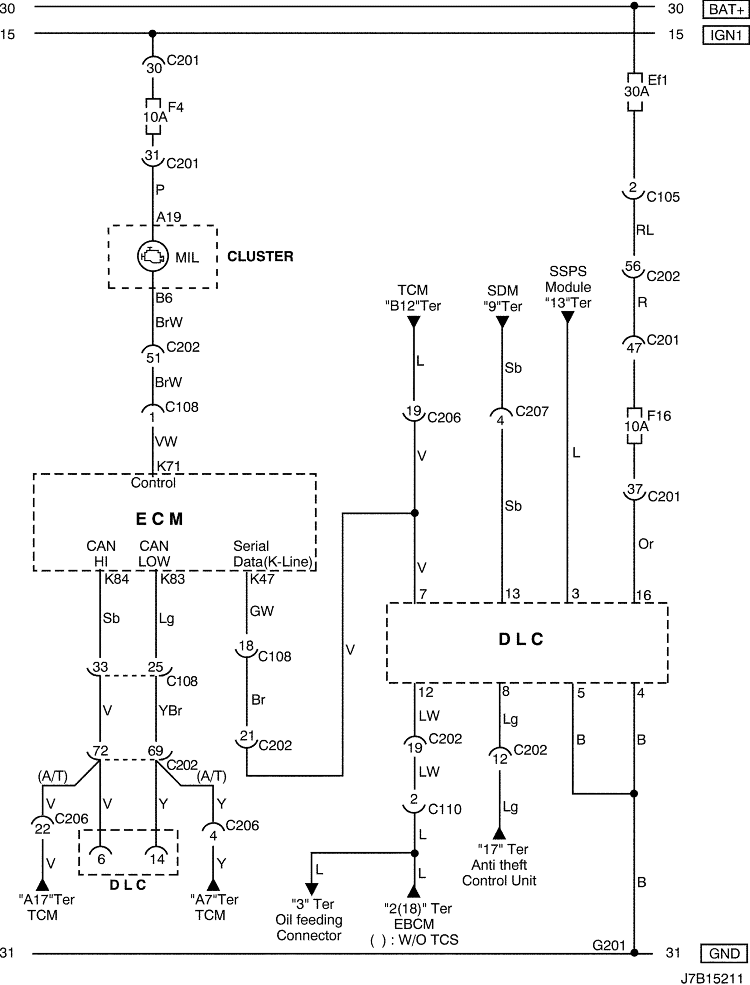 30
30
BAT+
15
15
IGN1
30
C201
F4
10A
31
C201
P
A19
MIL
CLUSTER
B6
BrW
51
C202
BrW
1
C108
VW
K71
Control
ECM
CAN
HI
CAN
LOW
Serial
Data(K-Line)
K84
K83
K47
Sb
Lg
GW
33
25
C108
18
C108
V
YBr
Br
72
69
C202
21
C202
(A/T)
(A/T)
V
V
Y
Y
22
C206
4
C206
V
6
14
Y
DLC
"A17"Ter
TCM
"A7"Ter
TCM
V
TCM
"B12"Ter
SDM
"9"Ter
SSPS
Module
"13"Ter
L
Sb
19
C206
4
C207
V
Sb
L
V
Ef1
30A
2
C105
RL
56
C202
R
47
C201
F16
10A
37
C201
Or
7
13
3
16
DLC
12
8
5
4
LW
Lg
B
B
19
C202
12
C202
LW
Lg
2
C110
L
L
L
"17" Ter
Anti theft
Control Unit
"3" Ter
Oil feeding
Connector
"2(18)" Ter
EBCM
( ) : W/O TCS
B
G201
31
31
GND
J7B15211